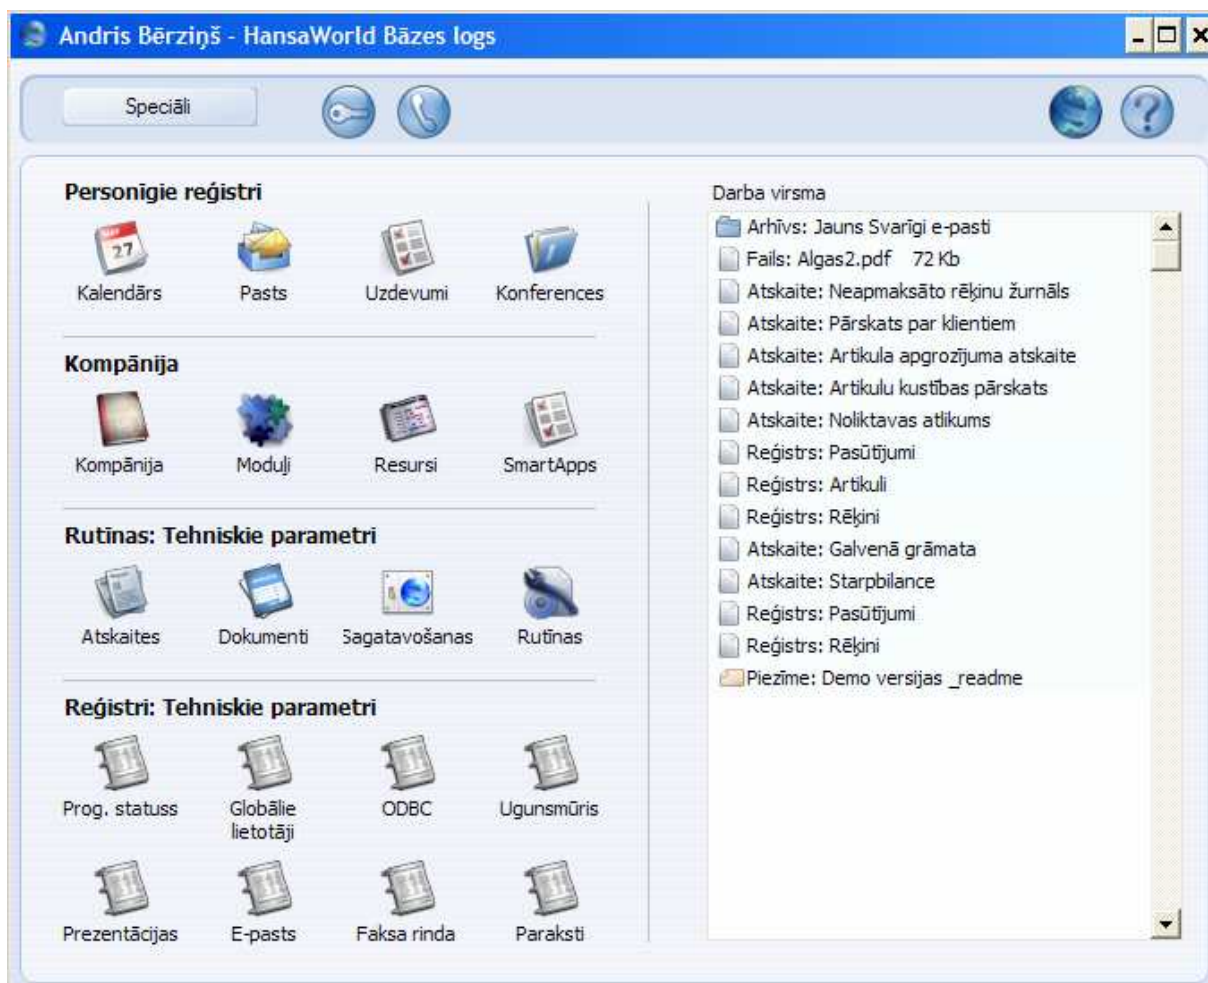 Andris Bērziņš - HansaWorld Bāzes logs
Speciāli
Personīgie reģistri
Kalendārs Pasts Uzdevumi Konferences
Kompānija
Kompānija Moduļi Resursi SmartApps
Rutīnas: Tehniskie parametri
Atskaites Dokumenti Sagatavošanas Rutīnas
Reģistri: Tehniskie parametri
Prog. statuss Globālie lietotāji ODBC Ugunsmūris
Prezentācijas E-pasts Faksa rinda Paraksti
Darba virsma
Arhīvs: Jauns Svarīgi e-pasti
Fails: Algas2.pdf 72 Kb
Atskaite: Neapmaksāto rēķinu žurnāls
Atskaite: Pārskats par klientiem
Atskaite: Artikula apgrozījuma atskaite
Atskaite: Artikulu kustības pārskats
Atskaite: Noliktavas atlikums
Reģistrs: Pasūtījumi
Reģistrs: Artikuli
Reģistrs: Rēķini
Atskaite: Galvenā grāmata
Atskaite: Starpbilance
Reģistrs: Pasūtījumi
Reģistrs: Rēķini
Piezīme: Demo versijas _readme